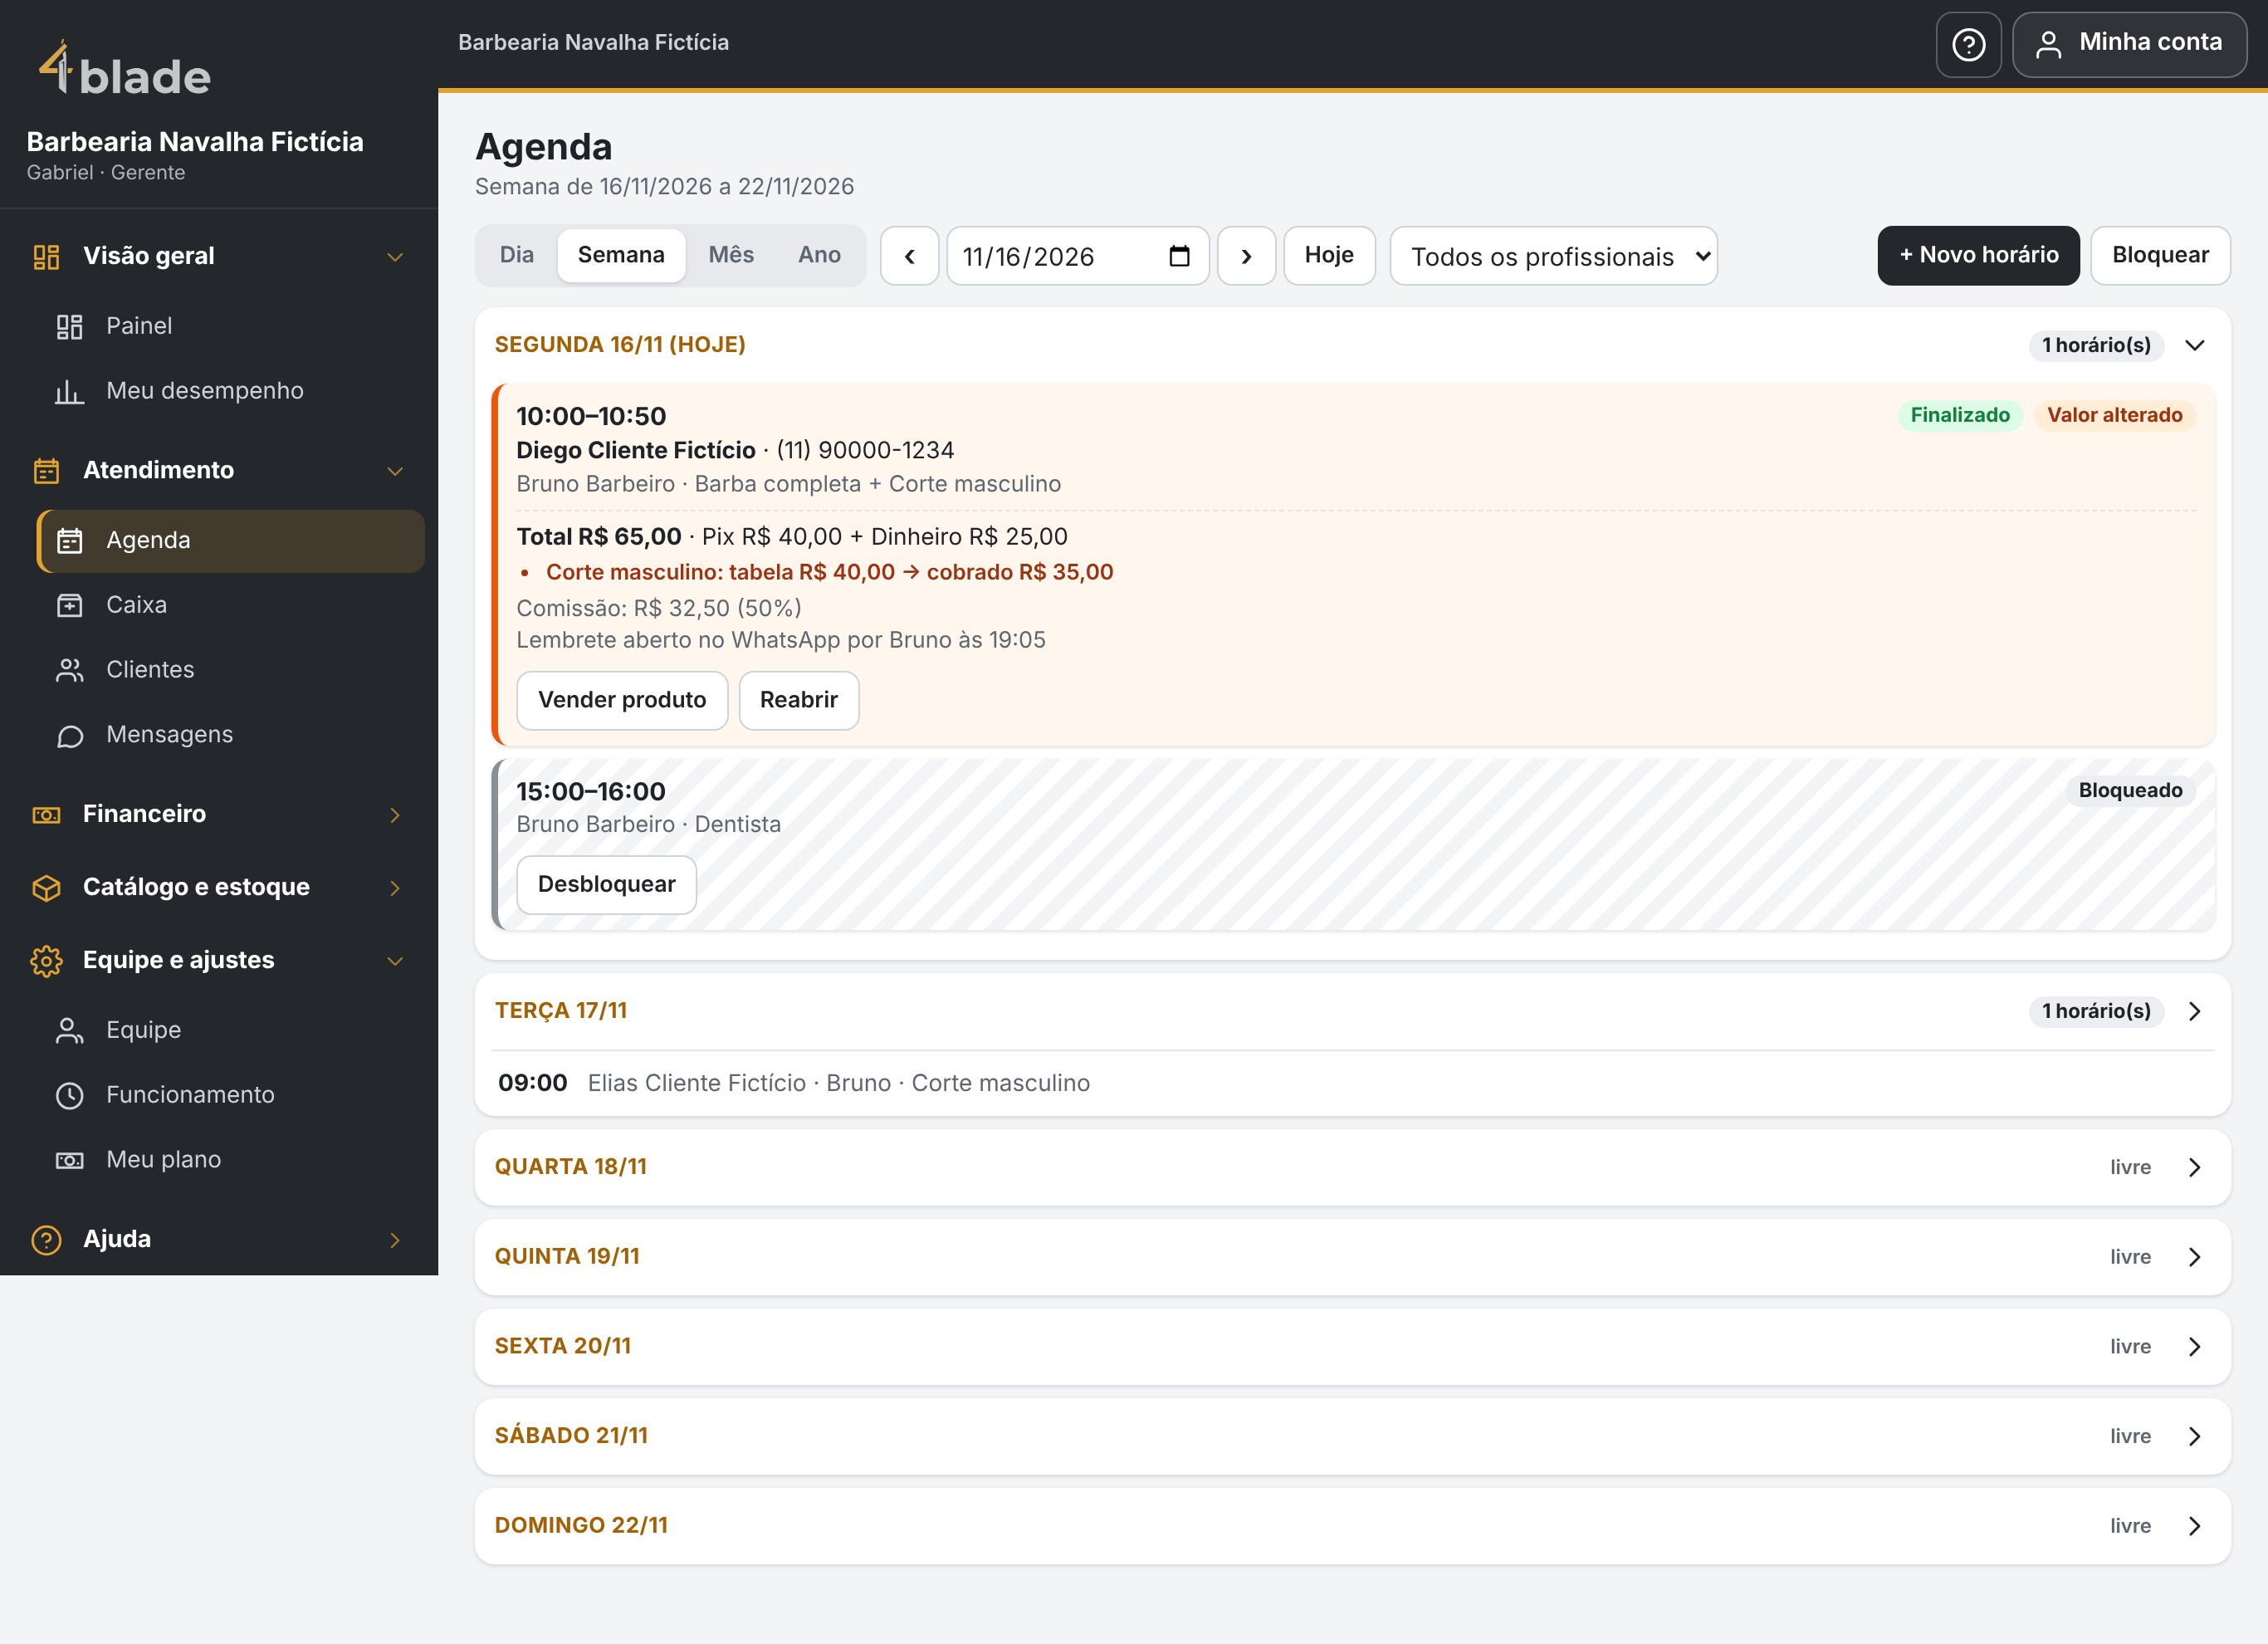 4blade
Barbearia Navalha Fictícia
Gabriel · Gerente
Visão geral
Painel
Meu desempenho
Atendimento
Agenda
Caixa
Clientes
Mensagens
Financeiro
Catálogo e estoque
Equipe e ajustes
Equipe
Funcionamento
Meu plano
Ajuda
Barbearia Navalha Fictícia
Minha conta
Agenda
Semana de 16/11/2026 a 22/11/2026
Dia Semana Mês Ano ‹ 11/16/2026 › Hoje Todos os profissionais + Novo horário Bloquear
SEGUNDA 16/11 (HOJE) 1 horário(s)
10:00–10:50 Finalizado Valor alterado
Diego Cliente Fictício · (11) 90000-1234
Bruno Barbeiro · Barba completa + Corte masculino
Total R$ 65,00 · Pix R$ 40,00 + Dinheiro R$ 25,00
• Corte masculino: tabela R$ 40,00 → cobrado R$ 35,00
Comissão: R$ 32,50 (50%)
Lembrete aberto no WhatsApp por Bruno às 19:05
Vender produto Reabrir
15:00–16:00 Bloqueado
Bruno Barbeiro · Dentista
Desbloquear
TERÇA 17/11 1 horário(s)
09:00 Elias Cliente Fictício · Bruno · Corte masculino
QUARTA 18/11 livre
QUINTA 19/11 livre
SEXTA 20/11 livre
SÁBADO 21/11 livre
DOMINGO 22/11 livre